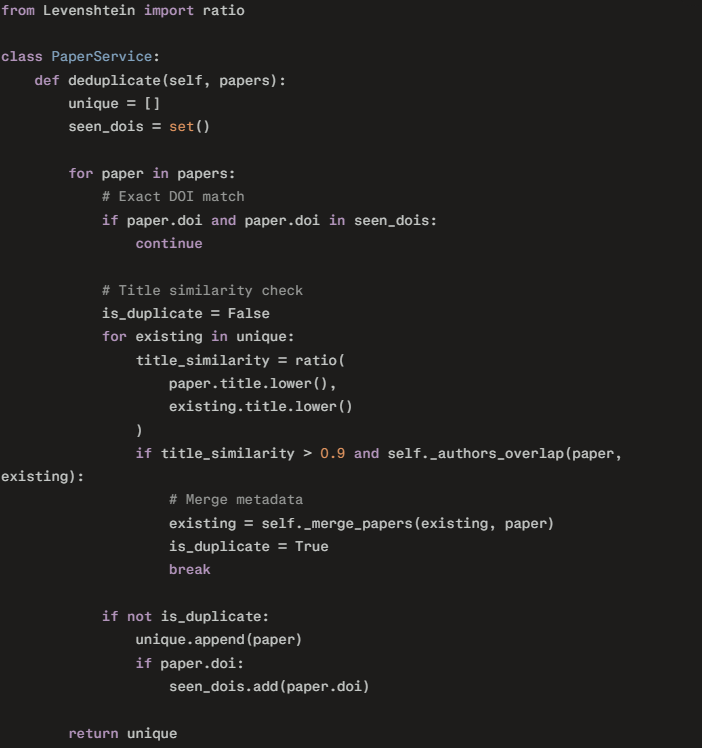 from Levenshtein import ratio

class PaperService:
    def deduplicate(self, papers):
        unique = []
        seen_dois = set()

        for paper in papers:
            # Exact DOI match
            if paper.doi and paper.doi in seen_dois:
                continue

            # Title similarity check
            is_duplicate = False
            for existing in unique:
                title_similarity = ratio(
                    paper.title.lower(),
                    existing.title.lower()
                )
                if title_similarity > 0.9 and self._authors_overlap(paper,
existing):
                    # Merge metadata
                    existing = self._merge_papers(existing, paper)
                    is_duplicate = True
                    break

            if not is_duplicate:
                unique.append(paper)
                if paper.doi:
                    seen_dois.add(paper.doi)

        return unique